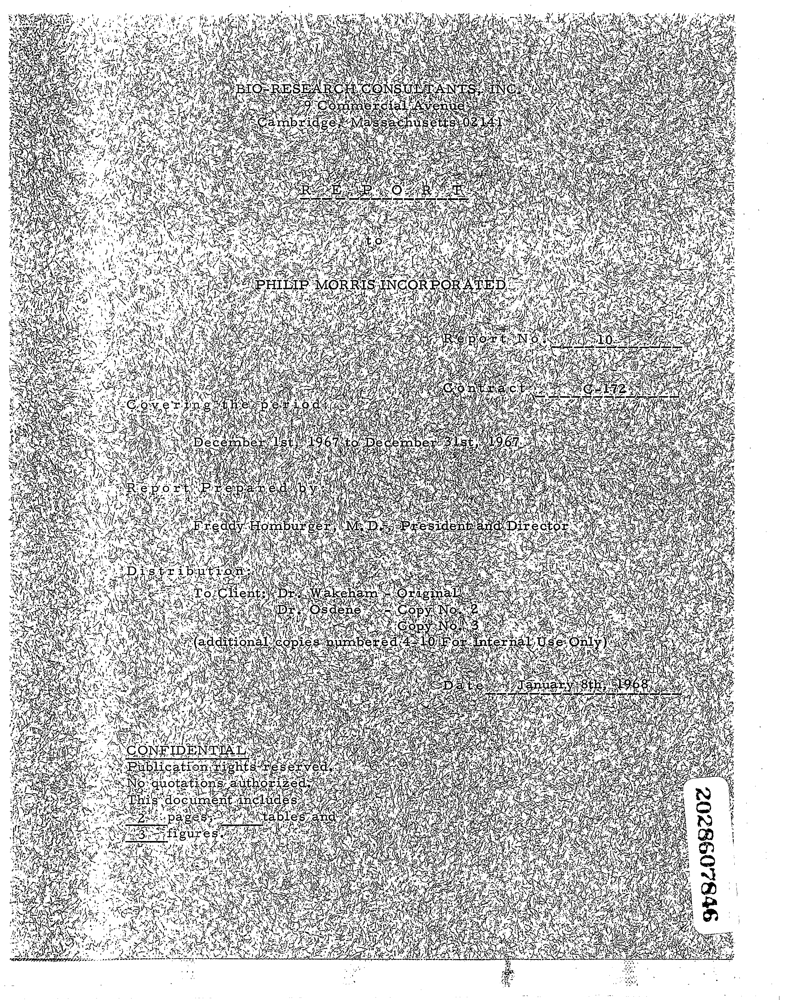 BIO-RESEARCH CONSULTANTS, INC.
9 Commercial Avenue
Cambridge, Massachusetts 02141
R E P O R T
to
PHILIP MORRIS INCORPORATED
Report No. 10
Contract C-172
Covering the period:
December 1st, 1967 to December 31st, 1967
Report Prepared by:
Freddy Homburger, M.D., President and Director
Distribution:
To Client: Dr. Wakeham - Original
Dr. Osdene - Copy No. 2
Copy No. 3
(additional copies numbered 4-10 For Internal Use Only)
Date January 8th, 1968
CONFIDENTIAL
Publication rights reserved.
No quotations authorized.
This document includes
2 pages, tables and
3 figures.
2028607846